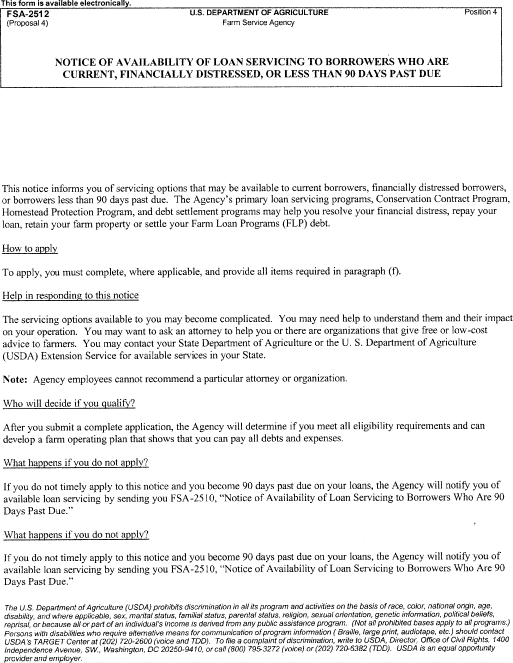 This form is available electronically.
FSA-2512 U.S. DEPARTMENT OF AGRICULTURE Position 4
(Proposal 4) Farm Service Agency
NOTICE OF AVAILABILITY OF LOAN SERVICING TO BORROWERS WHO ARE
CURRENT, FINANCIALLY DISTRESSED, OR LESS THAN 90 DAYS PAST DUE
This notice informs you of servicing options that may be available to current borrowers, financially distressed borrowers,
or borrowers less than 90 days past due. The Agency's primary loan servicing programs, Conservation Contract Program,
Homestead Protection Program, and debt settlement programs may help you resolve your financial distress, repay your
loan, retain your farm property or settle your Farm Loan Programs (FLP) debt.
How to apply
To apply, you must complete, where applicable, and provide all items required in paragraph (f).
Help in responding to this notice
The servicing options available to you may become complicated. You may need help to understand them and their impact
on your operation. You may want to ask an attorney to help you or there are organizations that give free or low-cost
advice to farmers. You may contact your State Department of Agriculture or the U. S. Department of Agriculture
(USDA) Extension Service for available services in your State.
Note: Agency employees cannot recommend a particular attorney or organization.
Who will decide if you qualify?
After you submit a complete application, the Agency will determine if you meet all eligibility requirements and can
develop a farm operating plan that shows that you can pay all debts and expenses.
What happens if you do not apply?
If you do not timely apply to this notice and you become 90 days past due on your loans, the Agency will notify you of
available loan servicing by sending you FSA-2510, "Notice of Availability of Loan Servicing to Borrowers Who Are 90
Days Past Due."
What happens if you do not apply?
If you do not timely apply to this notice and you become 90 days past due on your loans, the Agency will notify you of
available loan servicing by sending you FSA-2510, "Notice of Availability of Loan Servicing to Borrowers Who Are 90
Days Past Due."
The U.S. Department of Agriculture (USDA) prohibits discrimination in all its program and activities on the basis of race, color, national orign, age,
disability, and where applicable, sex, marital status, familial status, parental status, religion, sexual orientation, genetic information, political beliefs,
reprisal, or because all or part of an individual's income is derived from any public assistance program. (Not all prohibited bases apply to all programs.)
Persons with disabilities who require alternative means for communication of program information ( Braille, large print, audiotape, etc.) should contact
USDA's TARGET Center at (202) 720-2600 (voice and TDD). To file a complaint of discrimination, write to USDA, Director, Office of Civil Rights, 1400
Independence Avenue, SW., Washington, DC 20250-9410, or call (800) 795-3272 (voice) or (202) 720-6382 (TDD). USDA is an equal opportunity
provider and employer.